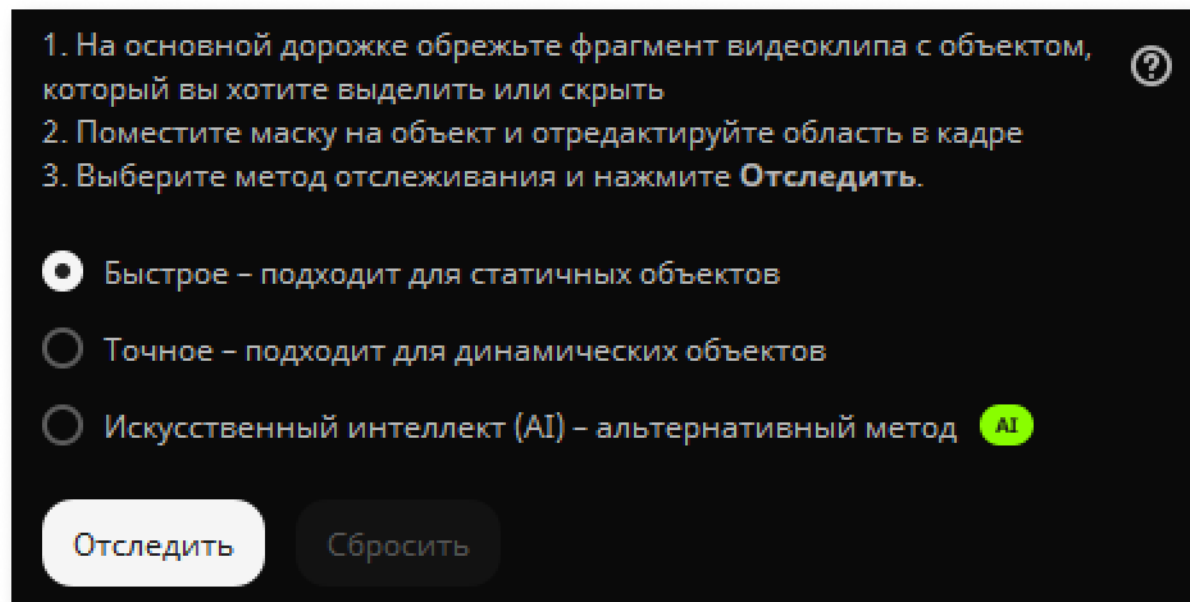 1. На основной дорожке обрежьте фрагмент видеоклипа с объектом,
который вы хотите выделить или скрыть
2. Поместите маску на объект и отредактируйте область в кадре
3. Выберите метод отслеживания и нажмите Отследить.
Быстрое – подходит для статичных объектов
Точное – подходит для динамических объектов
Искусственный интеллект (AI) – альтернативный метод AI
Отследить Сбросить